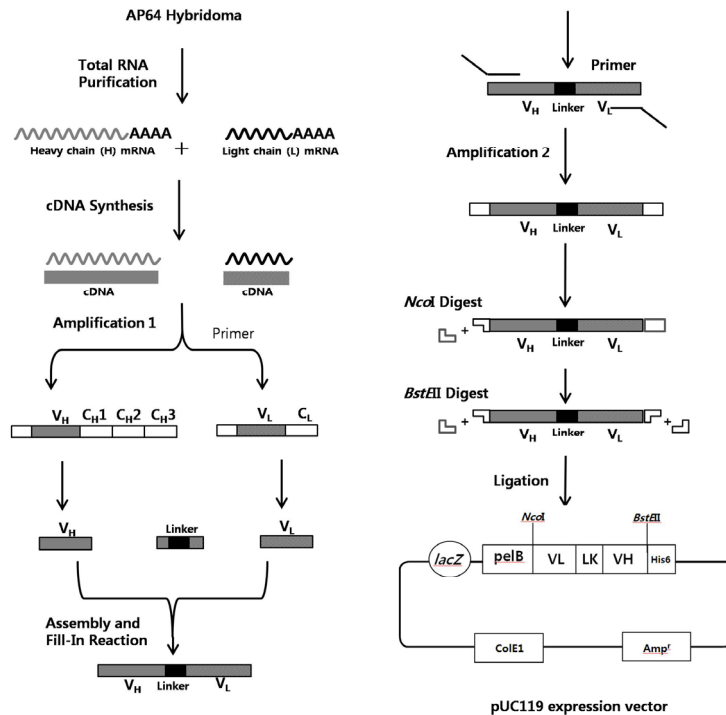 AP64 Hybridoma
Total RNA
Purification
AAAA
Heavy chain (H) mRNA
+
AAAA
Light chain (L) mRNA
cDNA Synthesis
cDNA
cDNA
Amplification 1
Primer
VH CH1 CH2 CH3
VL CL
VH
Linker
VL
Assembly and
Fill-In Reaction
VH Linker VL
Primer
VH Linker VL
Amplification 2
VH Linker VL
NcoI Digest
+
VH Linker VL
BstEII Digest
+ +
VH Linker VL
Ligation
NcoI BstEII
lacZ pelB VL LK VH His6
ColE1 Ampr
pUC119 expression vector